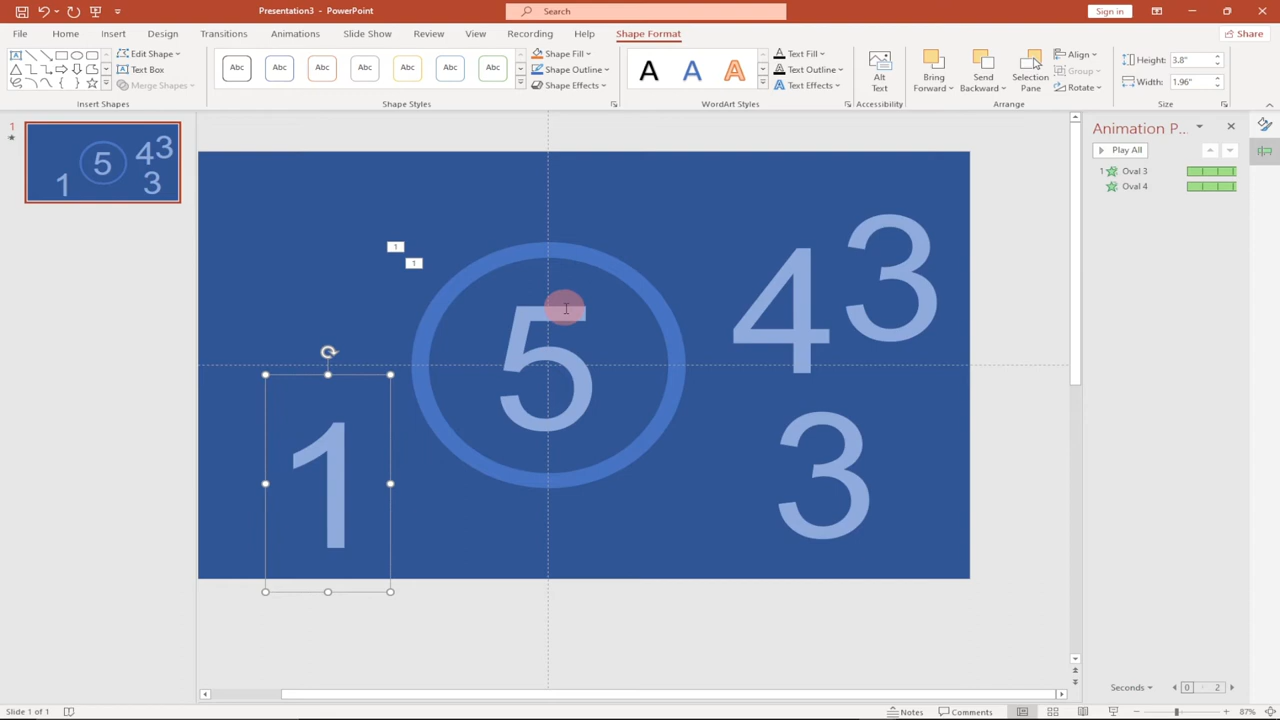 Presentation3 - PowerPoint
Search
Sign in
File Home Insert Design Transitions Animations Slide Show Review View Recording Help Shape Format
Share
Edit Shape
Text Box
Merge Shapes
Insert Shapes
Abc Abc Abc Abc Abc Abc Abc
Shape Fill
Shape Outline
Shape Effects
Shape Styles
A A A
Text Fill
Text Outline
Text Effects
WordArt Styles
Alt
Text
Accessibility
Bring
Forward
Send
Backward
Selection
Pane
Align
Group
Rotate
Arrange
Height: 3.8"
Width: 1.96"
Size
1
5
4 3
1
3
1
1
5
4
3
1
3
Animation P...
Play All
1 Oval 3
Oval 4
Seconds 0 2
Slide 1 of 1
Notes
Comments
87%